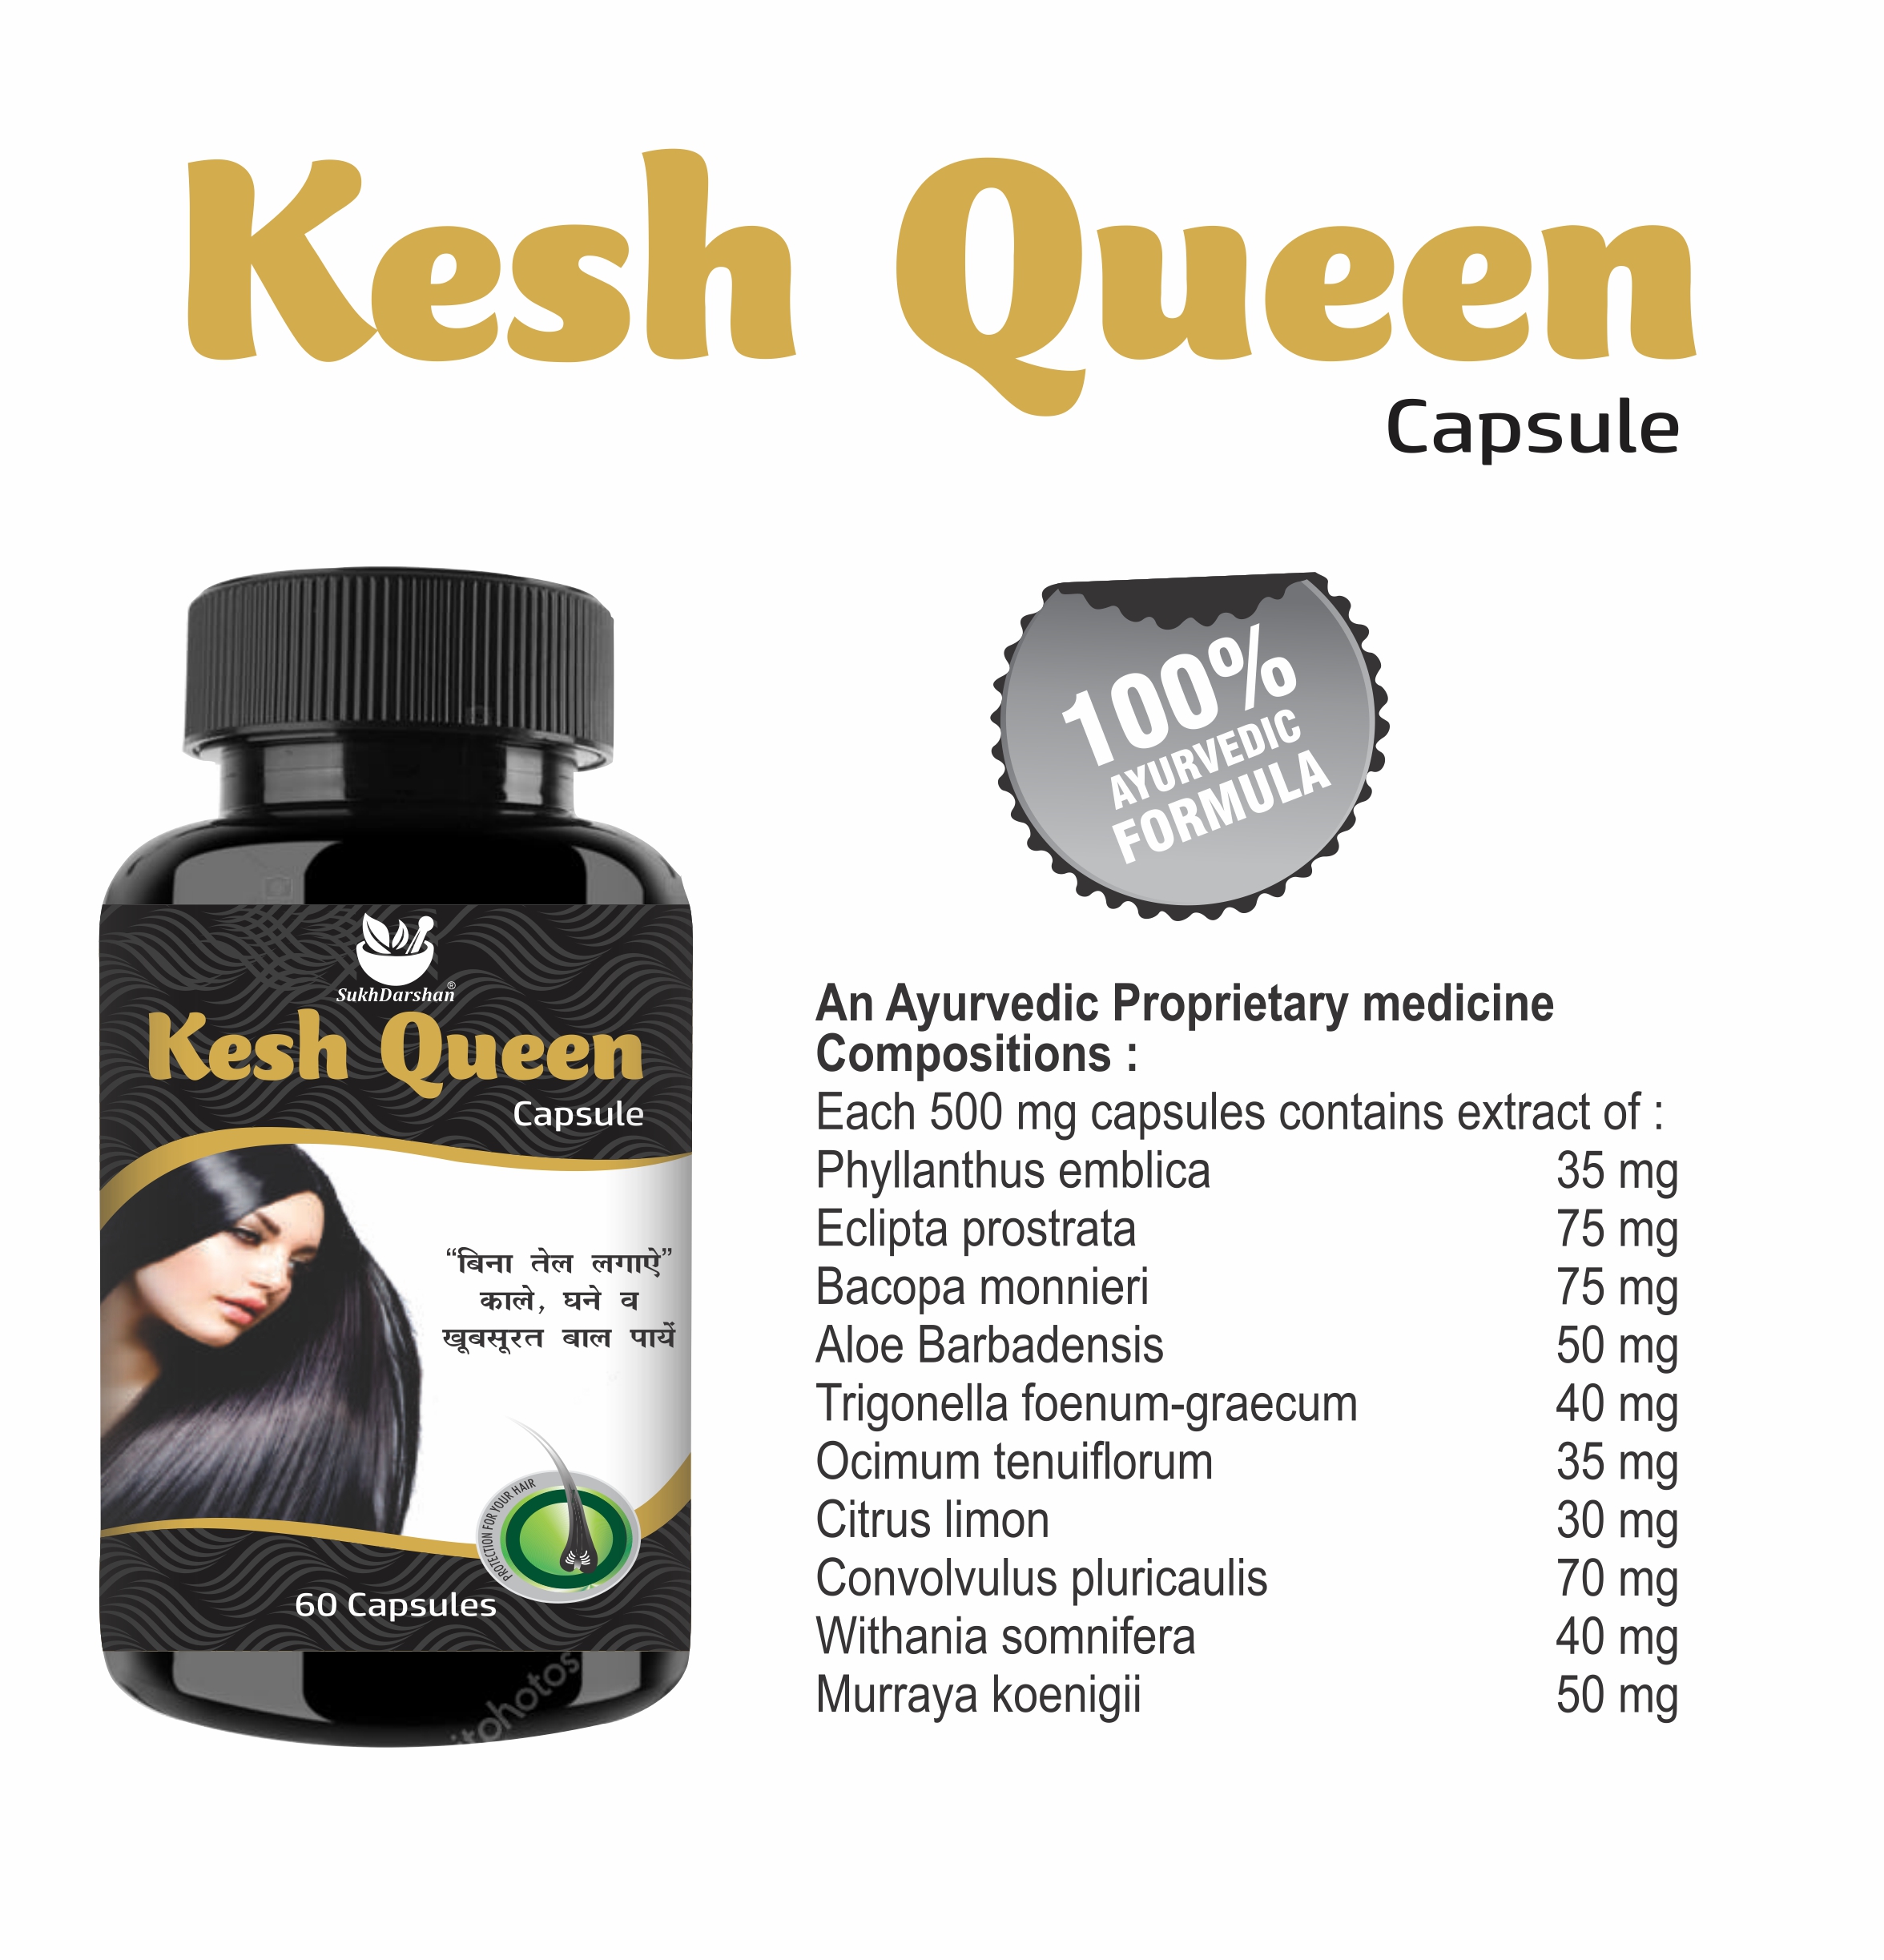 Kesh Queen
Capsule
100%
AYURVEDIC
FORMULA
SukhDarshan®
Kesh Queen
Capsule
“बिना तेल लगाऐ”
काले, घने व
खूबसूरत बाल पायें
PROTECTION FOR YOUR HAIR
60 Capsules
An Ayurvedic Proprietary medicine
Compositions :
Each 500 mg capsules contains extract of :
Phyllanthus emblica 35 mg
Eclipta prostrata 75 mg
Bacopa monnieri 75 mg
Aloe Barbadensis 50 mg
Trigonella foenum-graecum 40 mg
Ocimum tenuiflorum 35 mg
Citrus limon 30 mg
Convolvulus pluricaulis 70 mg
Withania somnifera 40 mg
Murraya koenigii 50 mg